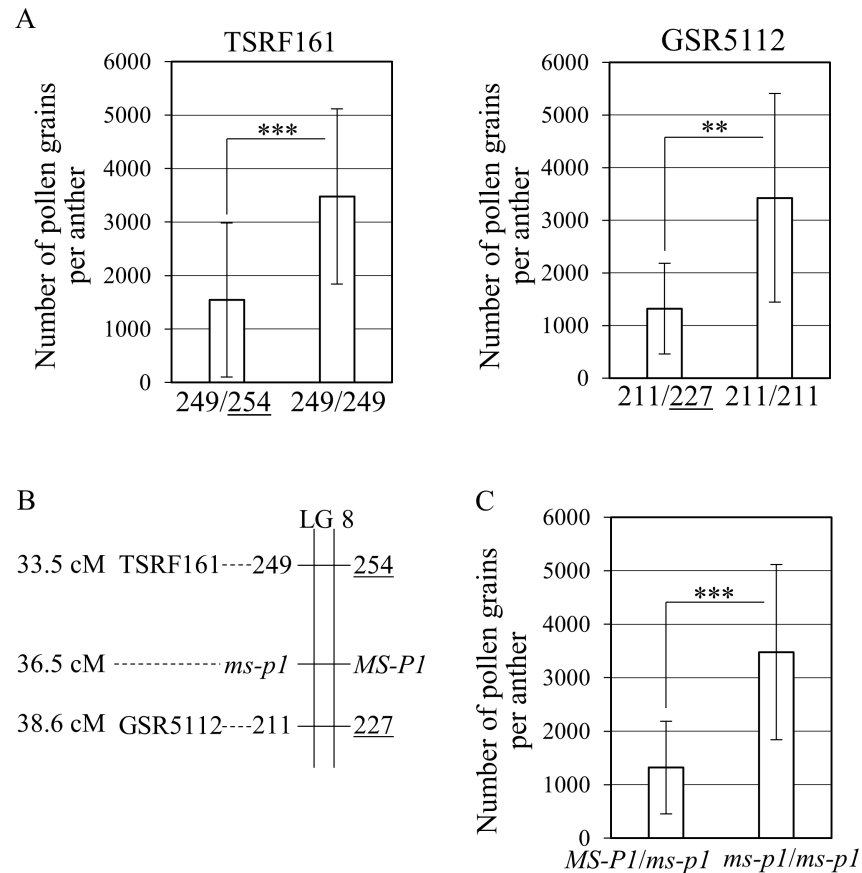 A
TSRF161
Number of pollen grains
per anther
6000
5000
4000
3000
2000
1000
0
***
249/254 249/249
GSR5112
Number of pollen grains
per anther
6000
5000
4000
3000
2000
1000
0
**
211/227 211/211
B
LG 8
33.5 cM TSRF161 249 254
36.5 cM ms-p1 MS-P1
38.6 cM GSR5112 211 227
C
Number of pollen grains
per anther
6000
5000
4000
3000
2000
1000
0
***
MS-P1/ms-p1 ms-p1/ms-p1